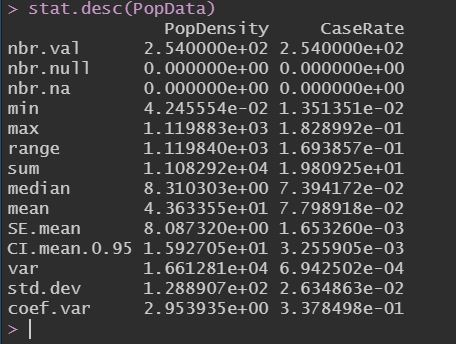 > stat.desc(PopData)
PopDensity CaseRate
nbr.val 2.540000e+02 2.540000e+02
nbr.null 0.000000e+00 0.000000e+00
nbr.na 0.000000e+00 0.000000e+00
min 4.245554e-02 1.351351e-02
max 1.119883e+03 1.828992e-01
range 1.119840e+03 1.693857e-01
sum 1.108292e+04 1.980925e+01
median 8.310303e+00 7.394172e-02
mean 4.363355e+01 7.798918e-02
SE.mean 8.087320e+00 1.653260e-03
CI.mean.0.95 1.592705e+01 3.255905e-03
var 1.661281e+04 6.942502e-04
std.dev 1.288907e+02 2.634863e-02
coef.var 2.953935e+00 3.378498e-01
>